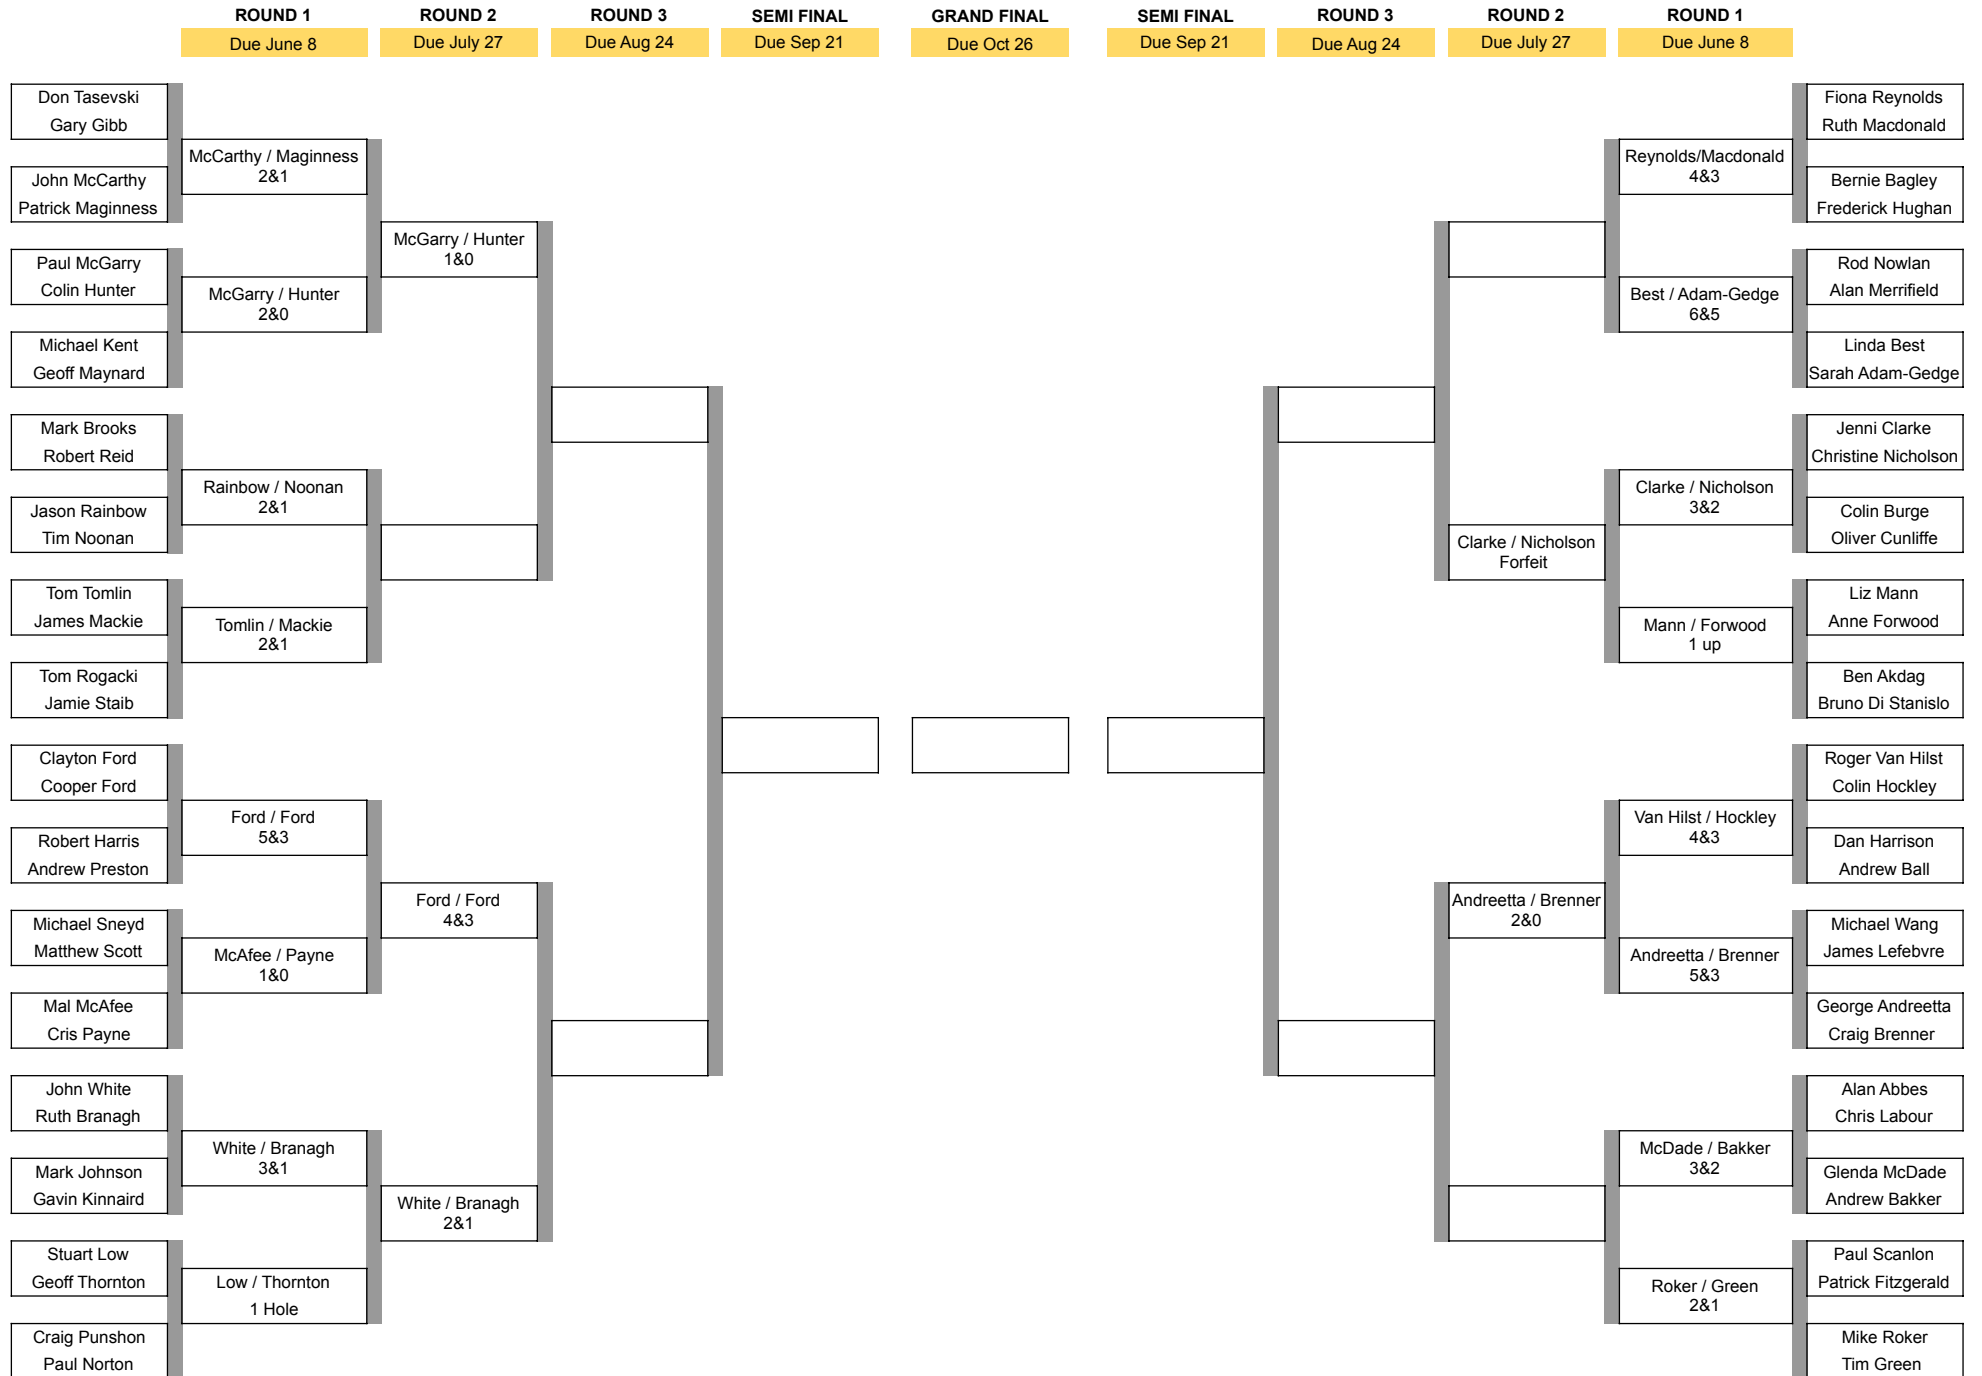 ROUND 1
ROUND 2
ROUND 3
SEMI FINAL
GRAND FINAL
SEMI FINAL
ROUND 3
ROUND 2
ROUND 1
Due June 8
Due July 27
Due Aug 24
Due Sep 21
Due Oct 26
Due Sep 21
Due Aug 24
Due July 27
Due June 8
Don Tasevski
Gary Gibb
John McCarthy
Patrick Maginness
Paul McGarry
Colin Hunter
Michael Kent
Geoff Maynard
Mark Brooks
Robert Reid
Jason Rainbow
Tim Noonan
Tom Tomlin
James Mackie
Tom Rogacki
Jamie Staib
Clayton Ford
Cooper Ford
Robert Harris
Andrew Preston
Michael Sneyd
Matthew Scott
Mal McAfee
Cris Payne
John White
Ruth Branagh
Mark Johnson
Gavin Kinnaird
Stuart Low
Geoff Thornton
Craig Punshon
Paul Norton
McCarthy / Maginness
2&1
McGarry / Hunter
2&0
Rainbow / Noonan
2&1
Tomlin / Mackie
2&1
Ford / Ford
5&3
McAfee / Payne
1&0
White / Branagh
3&1
Low / Thornton
1 Hole
McGarry / Hunter
1&0
Ford / Ford
4&3
White / Branagh
2&1
Clarke / Nicholson
Forfeit
Andreetta / Brenner
2&0
Reynolds/Macdonald
4&3
Best / Adam-Gedge
6&5
Clarke / Nicholson
3&2
Mann / Forwood
1 up
Van Hilst / Hockley
4&3
Andreetta / Brenner
5&3
McDade / Bakker
3&2
Roker / Green
2&1
Fiona Reynolds
Ruth Macdonald
Bernie Bagley
Frederick Hughan
Rod Nowlan
Alan Merrifield
Linda Best
Sarah Adam-Gedge
Jenni Clarke
Christine Nicholson
Colin Burge
Oliver Cunliffe
Liz Mann
Anne Forwood
Ben Akdag
Bruno Di Stanislo
Roger Van Hilst
Colin Hockley
Dan Harrison
Andrew Ball
Michael Wang
James Lefebvre
George Andreetta
Craig Brenner
Alan Abbes
Chris Labour
Glenda McDade
Andrew Bakker
Paul Scanlon
Patrick Fitzgerald
Mike Roker
Tim Green